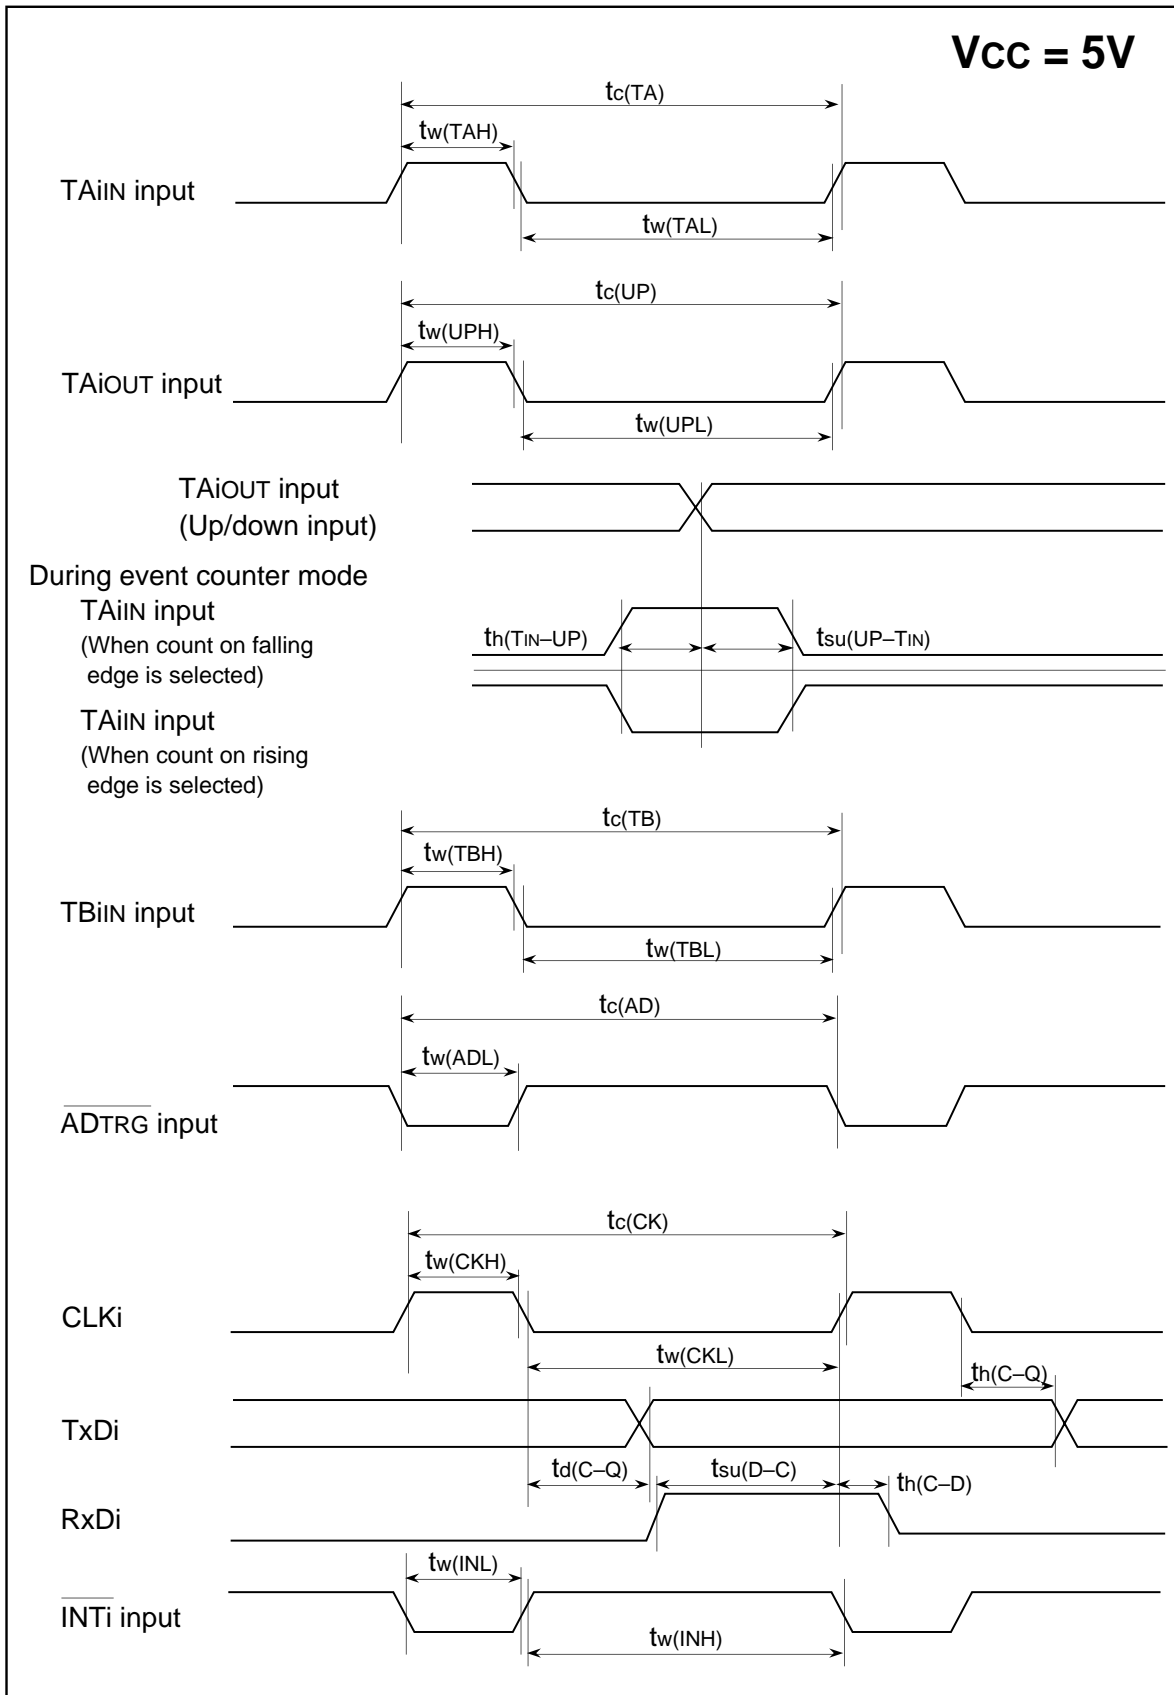 VCC = 5V
tc(TA)
tw(TAH)
TAiIN input
tw(TAL)
tc(UP)
tw(UPH)
TAiOUT input
tw(UPL)
TAiOUT input
(Up/down input)
During event counter mode
TAiIN input
(When count on falling
edge is selected)
th(TIN–UP)
tsu(UP–TIN)
TAiIN input
(When count on rising
edge is selected)
tc(TB)
tw(TBH)
TBiIN input
tw(TBL)
tc(AD)
tw(ADL)
ADTRG input
tc(CK)
tw(CKH)
CLKi
tw(CKL)
th(C–Q)
TxDi
td(C–Q)
tsu(D–C)
th(C–D)
RxDi
tw(INL)
INTi input
tw(INH)